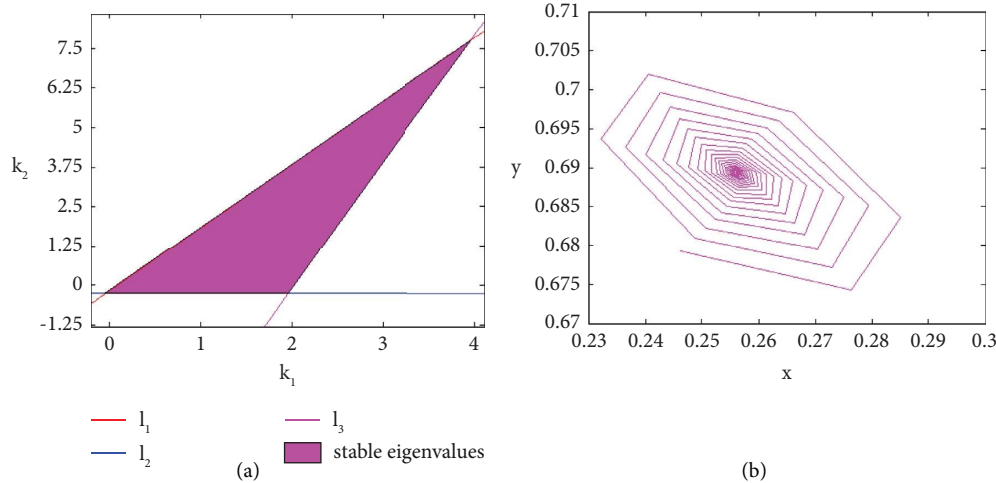 7.5
6.25
5
3.75
2.5
1.25
0
-1.25
k₂
0 1 2 3 4
k₁
l₁
l₂
l₃
stable eigenvalues
(a)
0.71
0.705
0.7
0.695
0.69
0.685
0.68
0.675
0.67
y
0.23 0.24 0.25 0.26 0.27 0.28 0.29 0.3
x
(b)